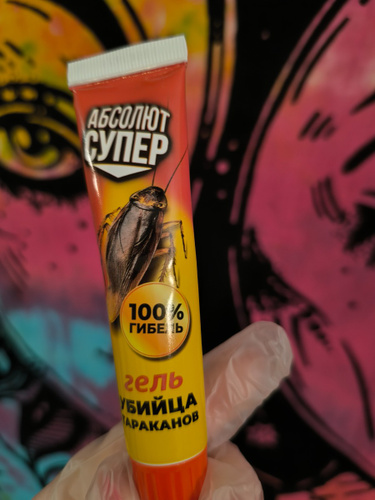 АБСОЛЮТ
СУПЕР
100%
ГИБЕЛЬ
гель
УБИЙЦА
ТАРАКАНОВ